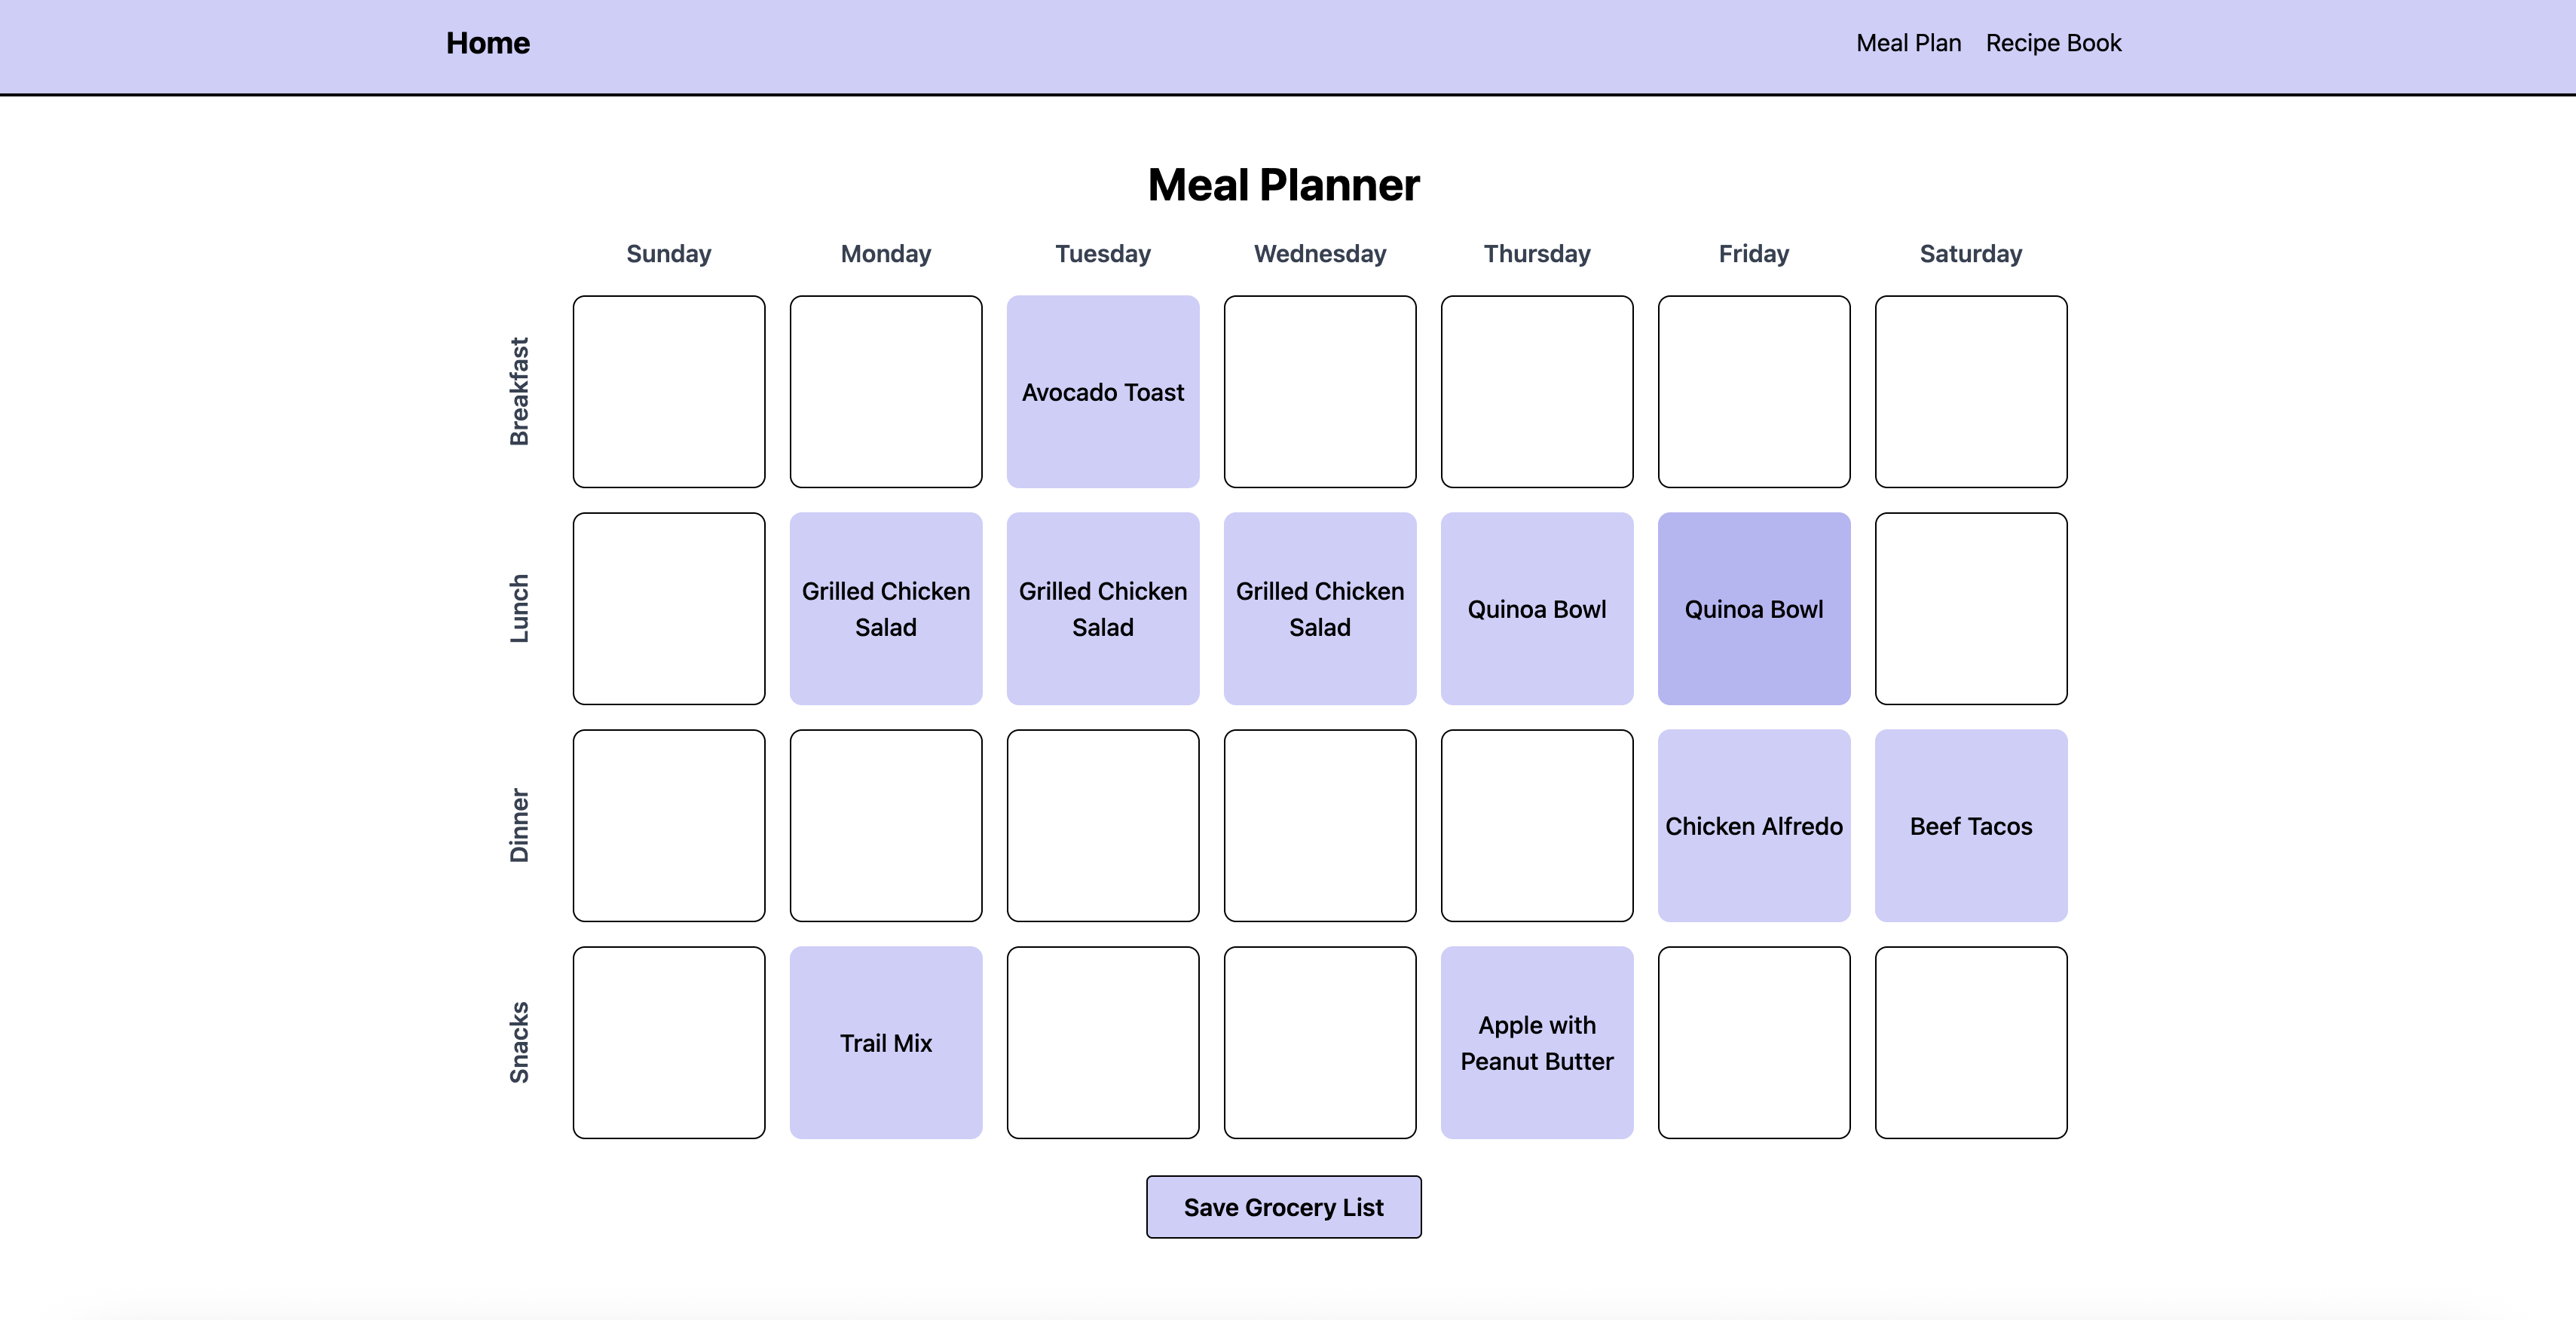 Home
Meal Plan
Recipe Book
Meal Planner
Sunday
Monday
Tuesday
Wednesday
Thursday
Friday
Saturday
Breakfast
Avocado Toast
Lunch
Grilled Chicken
Salad
Grilled Chicken
Salad
Grilled Chicken
Salad
Quinoa Bowl
Quinoa Bowl
Dinner
Chicken Alfredo
Beef Tacos
Snacks
Trail Mix
Apple with
Peanut Butter
Save Grocery List